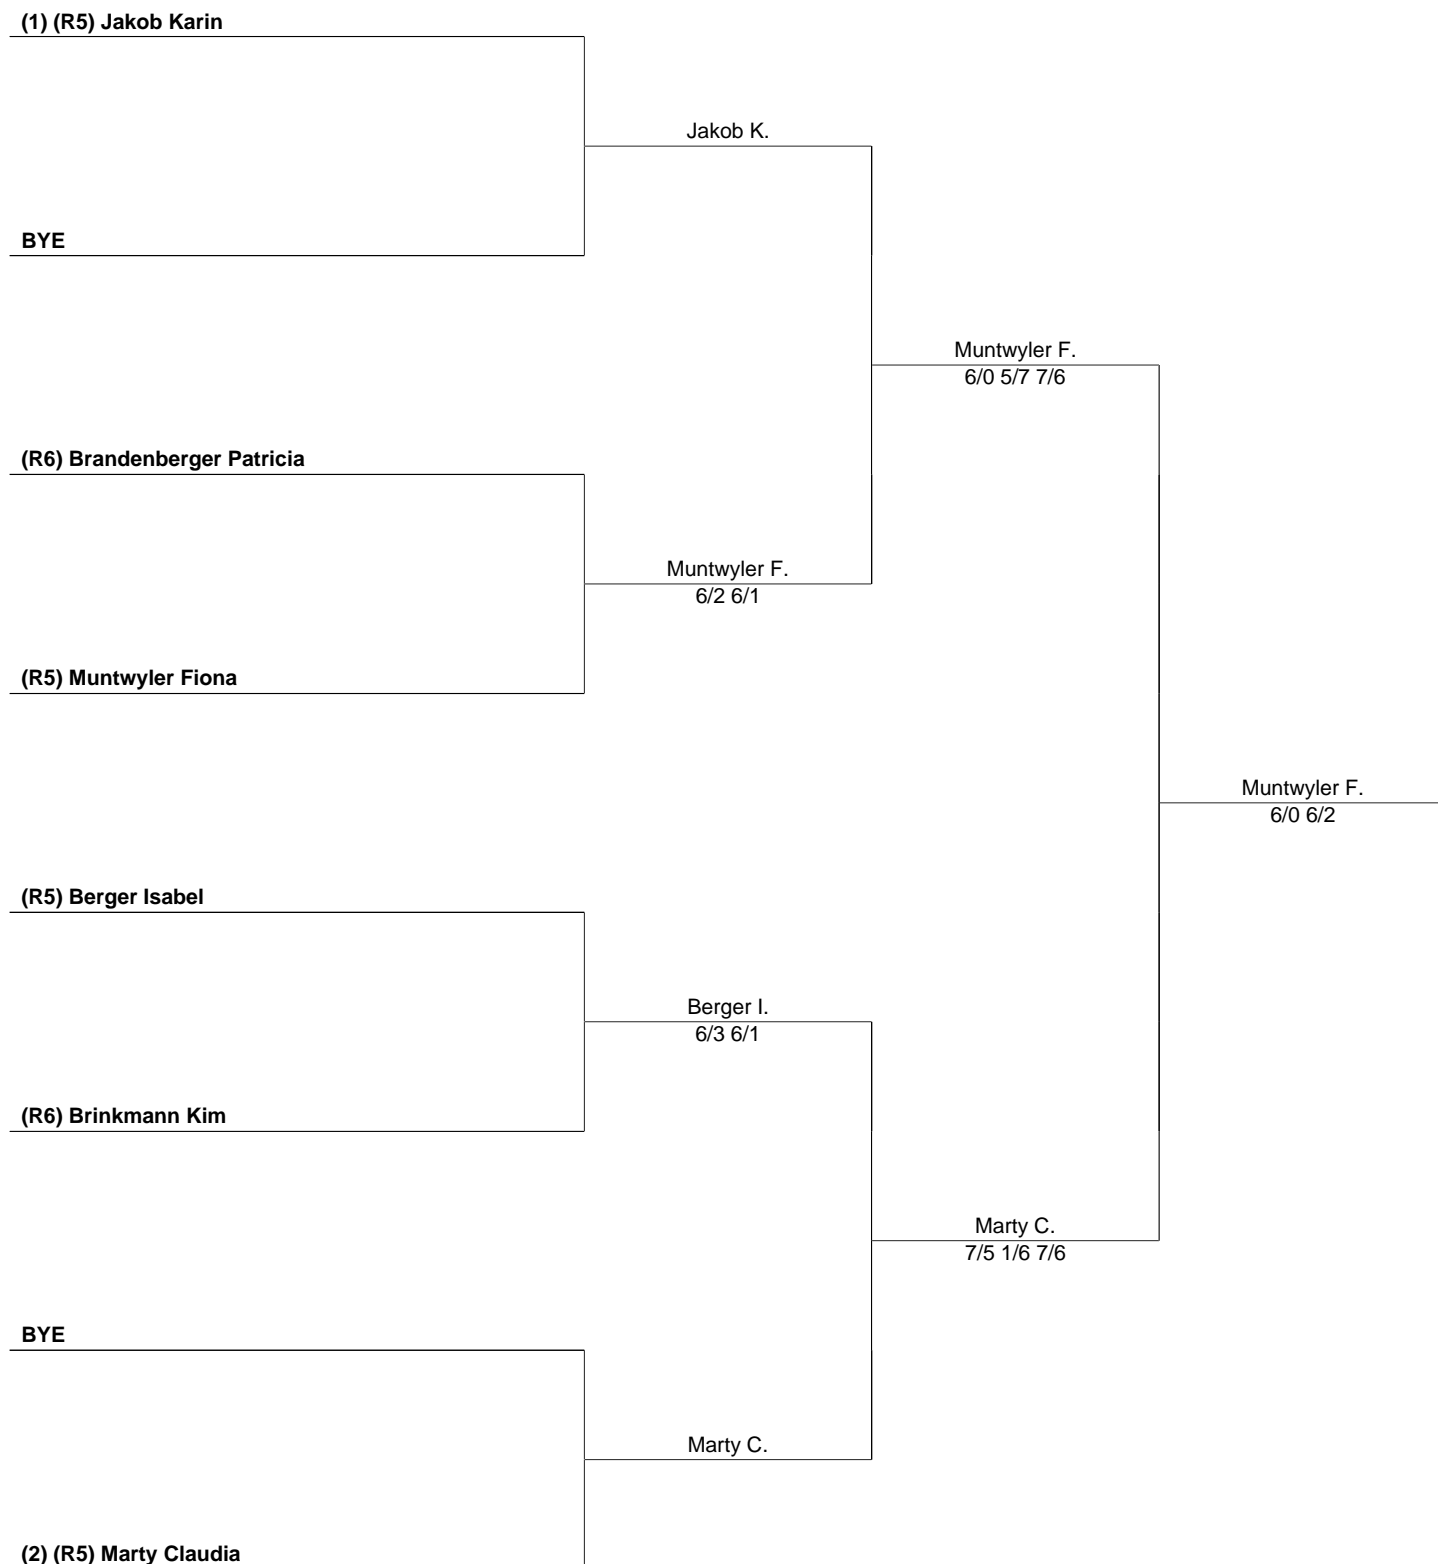 (1) (R5) Jakob Karin
Jakob K.
BYE
Muntwyler F.
6/0 5/7 7/6
(R6) Brandenberger Patricia
Muntwyler F.
6/2 6/1
(R5) Muntwyler Fiona
Muntwyler F.
6/0 6/2
(R5) Berger Isabel
Berger I.
6/3 6/1
(R6) Brinkmann Kim
Marty C.
7/5 1/6 7/6
BYE
Marty C.
(2) (R5) Marty Claudia